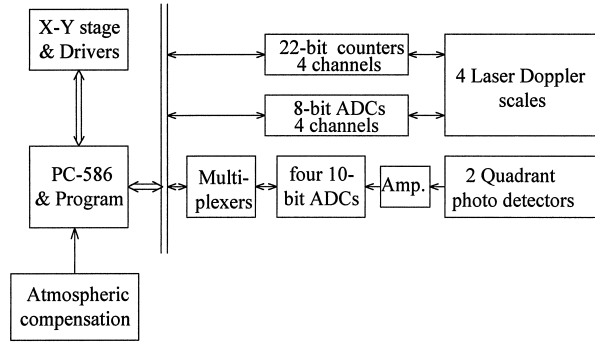 X-Y stage
& Drivers
22-bit counters
4 channels
4 Laser Doppler
scales
8-bit ADCs
4 channels
PC-586
& Program
Multi-
plexers
four 10-
bit ADCs
Amp.
2 Quadrant
photo detectors
Atmospheric
compensation